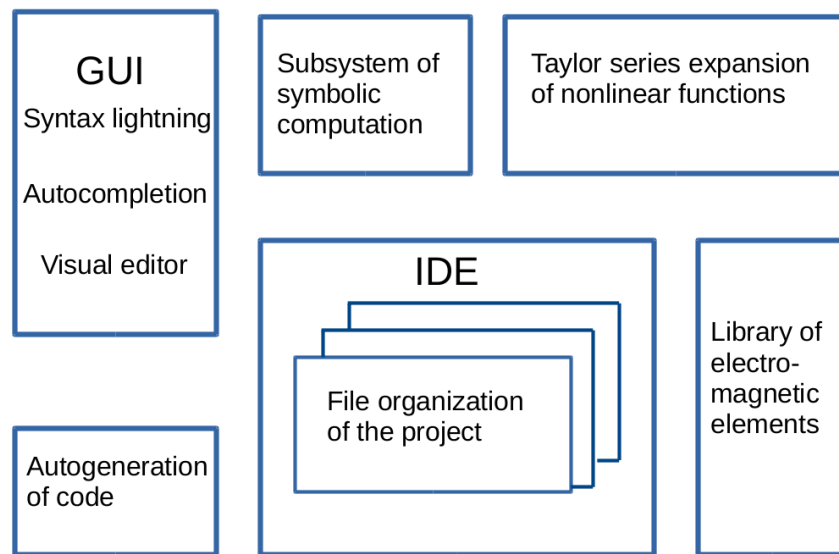 GUI
Syntax lightning
Autocompletion
Visual editor
Subsystem of
symbolic
computation
Taylor series expansion
of nonlinear functions
IDE
File organization
of the project
Library of
electro-
magnetic
elements
Autogeneration
of code